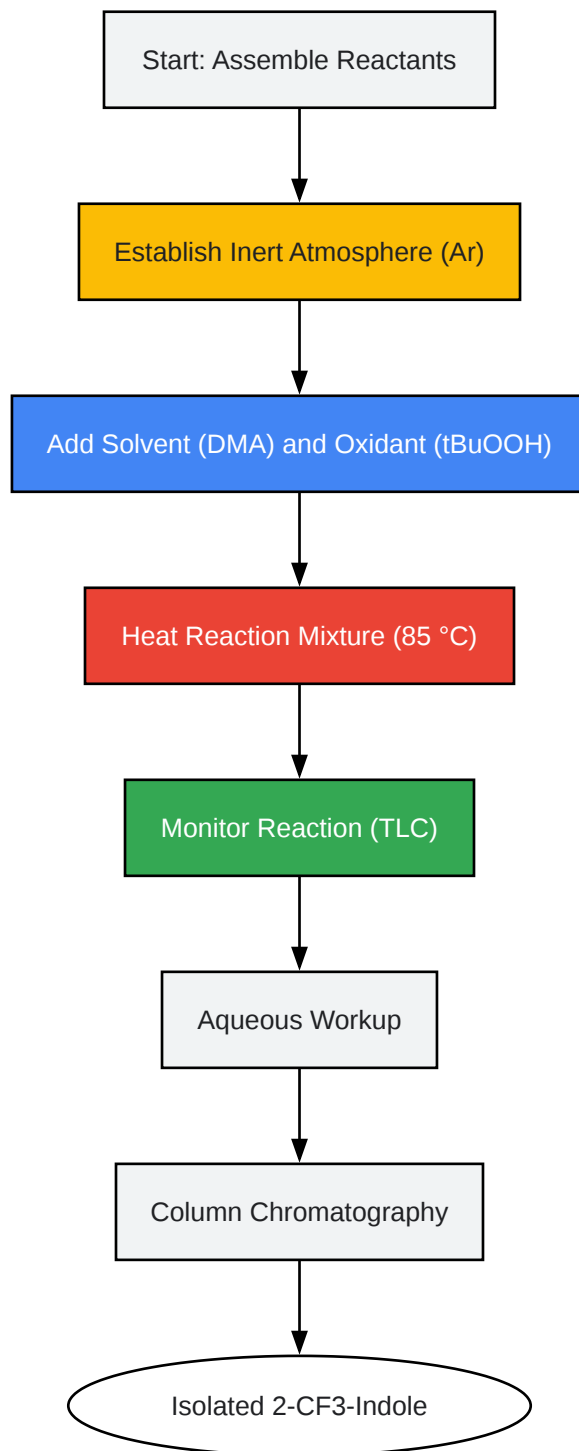 Start: Assemble Reactants
Establish Inert Atmosphere (Ar)
Add Solvent (DMA) and Oxidant (tBuOOH)
Heat Reaction Mixture (85 °C)
Monitor Reaction (TLC)
Aqueous Workup
Column Chromatography
Isolated 2-CF3-Indole